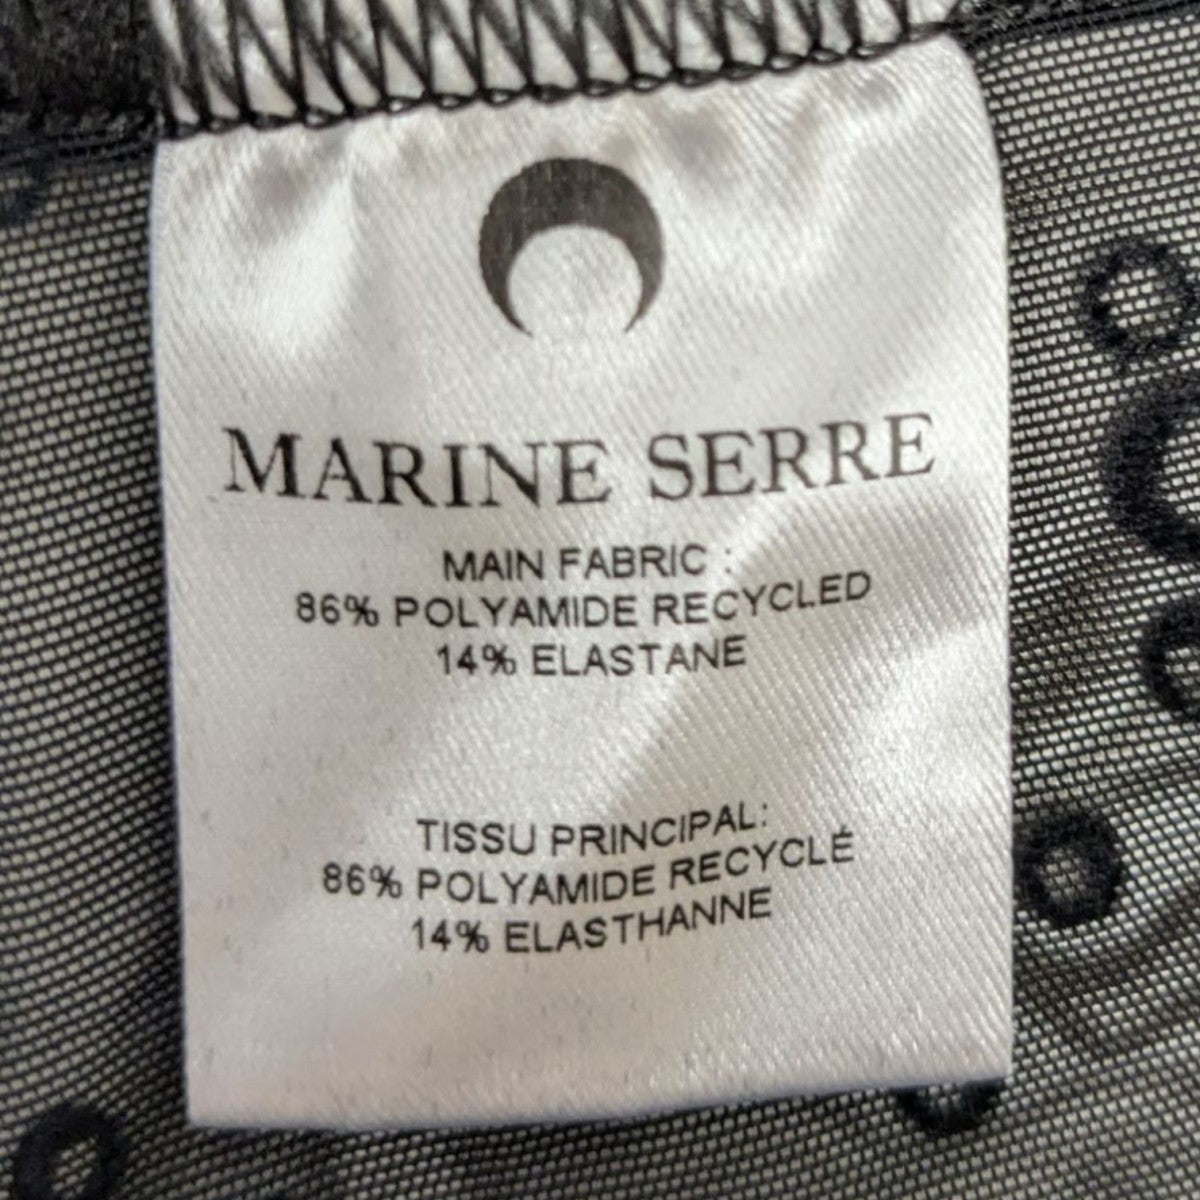 MARINE SERRE
MAIN FABRIC :
86% POLYAMIDE RECYCLED
14% ELASTANE
TISSU PRINCIPAL:
86% POLYAMIDE RECYCLÉ
14% ELASTHANNE